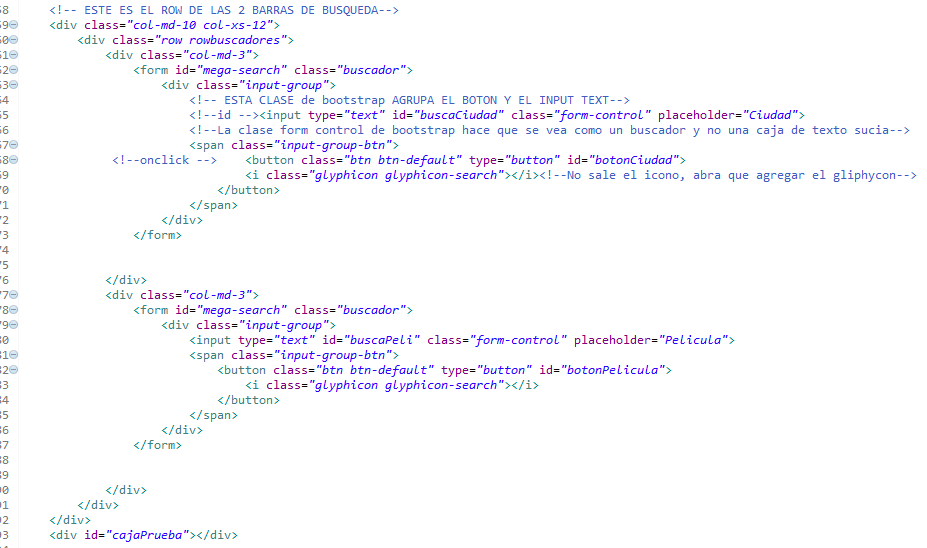 58 <!-- ESTE ES EL ROW DE LAS 2 BARRAS DE BUSQUEDA-->
59 <div class="col-md-10 col-xs-12">
60 <div class="row rowbuscadores">
61 <div class="col-md-3">
62 <form id="mega-search" class="buscador">
63 <div class="input-group">
64 <!-- ESTA CLASE de bootstrap AGRUPA EL BOTON Y EL INPUT TEXT-->
65 <!--id --><input type="text" id="buscaCiudad" class="form-control" placeholder="Ciudad">
66 <!--La clase form control de bootstrap hace que se vea como un buscador y no una caja de texto sucia-->
67 <span class="input-group-btn">
68 <!--onclick --> <button class="btn btn-default" type="button" id="botonCiudad">
69 <i class="glyphicon glyphicon-search"></i><!--No sale el icono, abra que agregar el gliphycon-->
70 </button>
71 </span>
72 </div>
73 </form>
74
75
76 </div>
77 <div class="col-md-3">
78 <form id="mega-search" class="buscador">
79 <div class="input-group">
80 <input type="text" id="buscaPeli" class="form-control" placeholder="Pelicula">
81 <span class="input-group-btn">
82 <button class="btn btn-default" type="button" id="botonPelicula">
83 <i class="glyphicon glyphicon-search"></i>
84 </button>
85 </span>
86 </div>
87 </form>
88
89
90 </div>
91 </div>
92 </div>
93 <div id="cajaPrueba"></div>